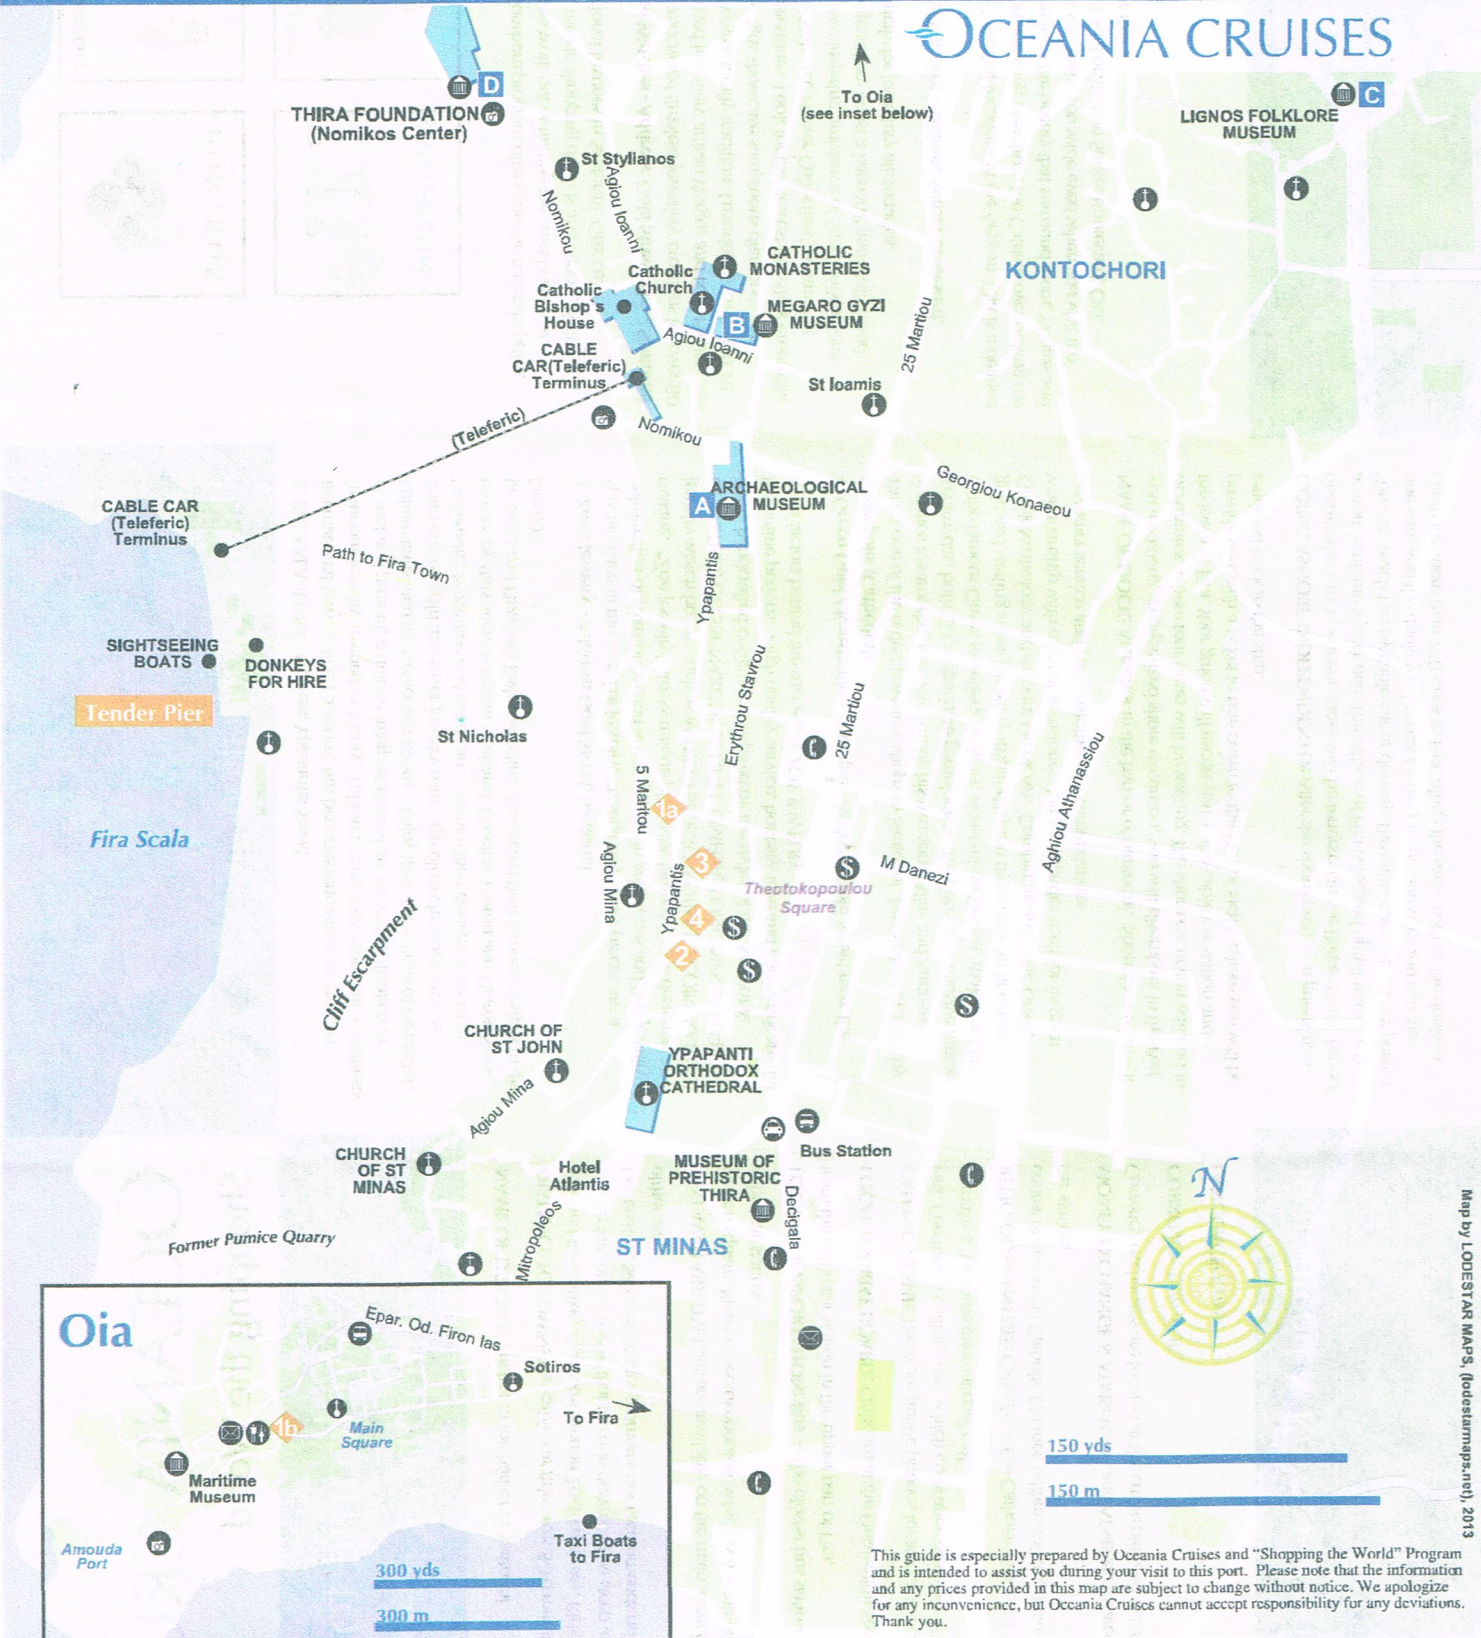 OCEANIA CRUISES
D
THIRA FOUNDATION
(Nomikos Center)
To Oia
(see inset below)
C
LIGNOS FOLKLORE
MUSEUM
St Styllanos
Agiou Ioanni
Nomikou
CATHOLIC
MONASTERIES
Catholic
Church
Catholic
Bishop's
House
B
MEGARO GYZI
MUSEUM
Agiou Ioanni
KONTOCHORI
25 Martiou
CABLE
CAR(Teleferic)
Terminus
St Ioamis
(Teleferic)
Nomikou
A
ARCHAEOLOGICAL
MUSEUM
Georgiou Konaeou
CABLE CAR
(Teleferic)
Terminus
Path to Fira Town
Ypapantis
SIGHTSEEING
BOATS
DONKEYS
FOR HIRE
Tender Pier
St Nicholas
Erythrou Stavrou
25 Martiou
Aghiou Athanassiou
5 Maritou
1a
Fira Scala
Agiou Mina
Ypapantis
3
4
2
$
$
$
$
M Danezi
Theotokopoulou
Square
Cliff Escarpment
CHURCH OF
ST JOHN
Agiou Mina
YPAPANTI
ORTHODOX
CATHEDRAL
Bus Station
CHURCH
OF ST
MINAS
Hotel
Atlantis
MUSEUM OF
PREHISTORIC
THIRA
Decigala
Mitropoleos
Former Pumice Quarry
ST MINAS
N
Map by LODESTAR MAPS, (lodestarmaps.net), 2013
Oia
Epar. Od. Firon Ias
Sotiros
To Fira
1b
Main
Square
Maritime
Museum
Amouda
Port
Taxi Boats
to Fira
300 yds
300 m
150 yds
150 m
This guide is especially prepared by Oceania Cruises and “Shopping the World” Program
and is intended to assist you during your visit to this port. Please note that the information
and any prices provided in this map are subject to change without notice. We apologize
for any inconvenience, but Oceania Cruises cannot accept responsibility for any deviations.
Thank you.